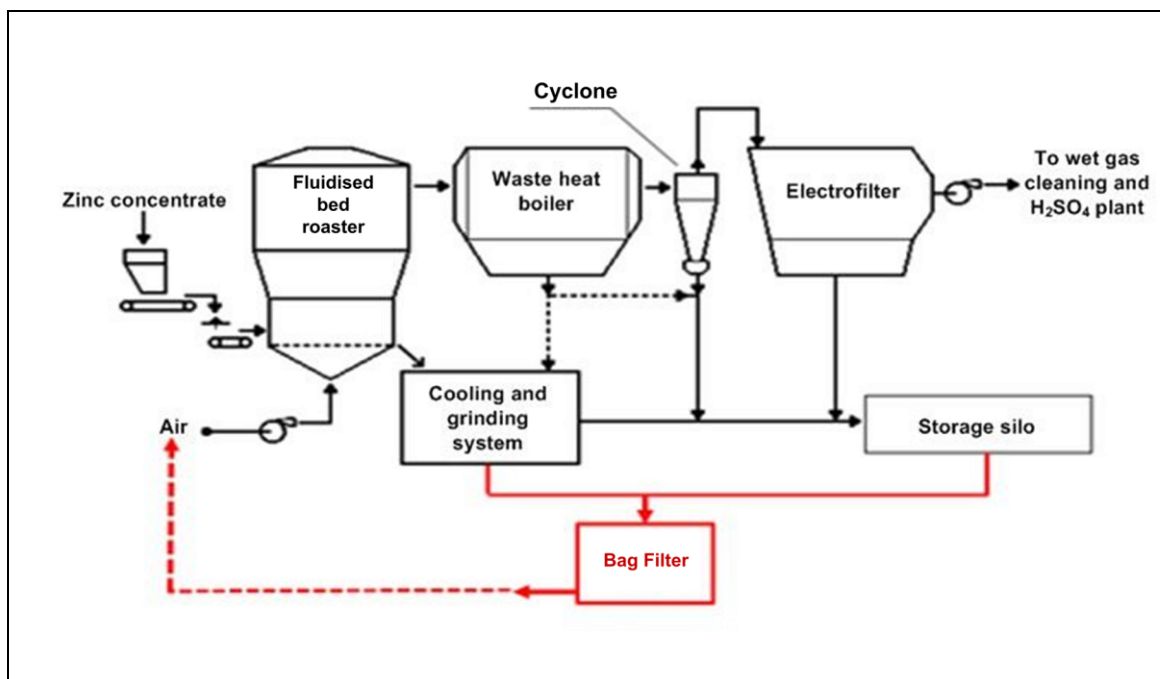 Cyclone
Zinc concentrate
Fluidised
bed
roaster
Waste heat
boiler
Electrofilter
To wet gas
cleaning and
H₂SO₄ plant
Air
Cooling and
grinding
system
Storage silo
Bag Filter